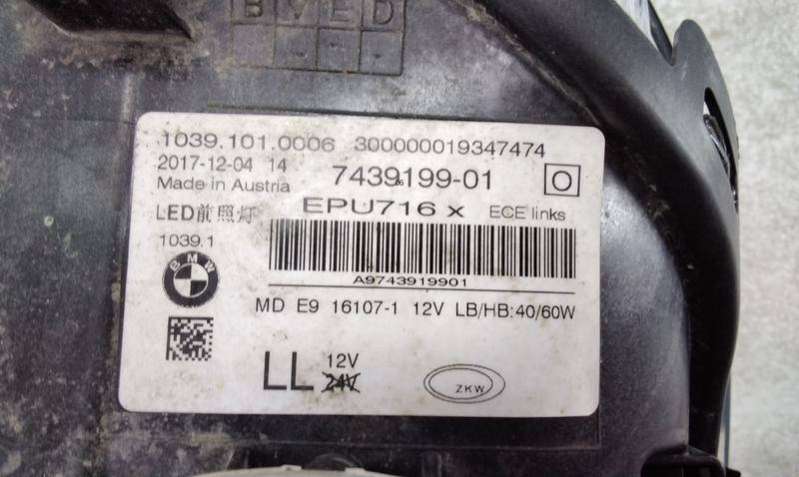 B M E D
- - -
1039.101.0006 300000019347474
2017-12-04 14
Made in Austria 7439199-01 O
LED前照灯 EPU716 x ECE links
1039.1
BMW
A9743919901
MD E9 16107-1 12V LB/HB:40/60W
LL 12V
24V
ZKW